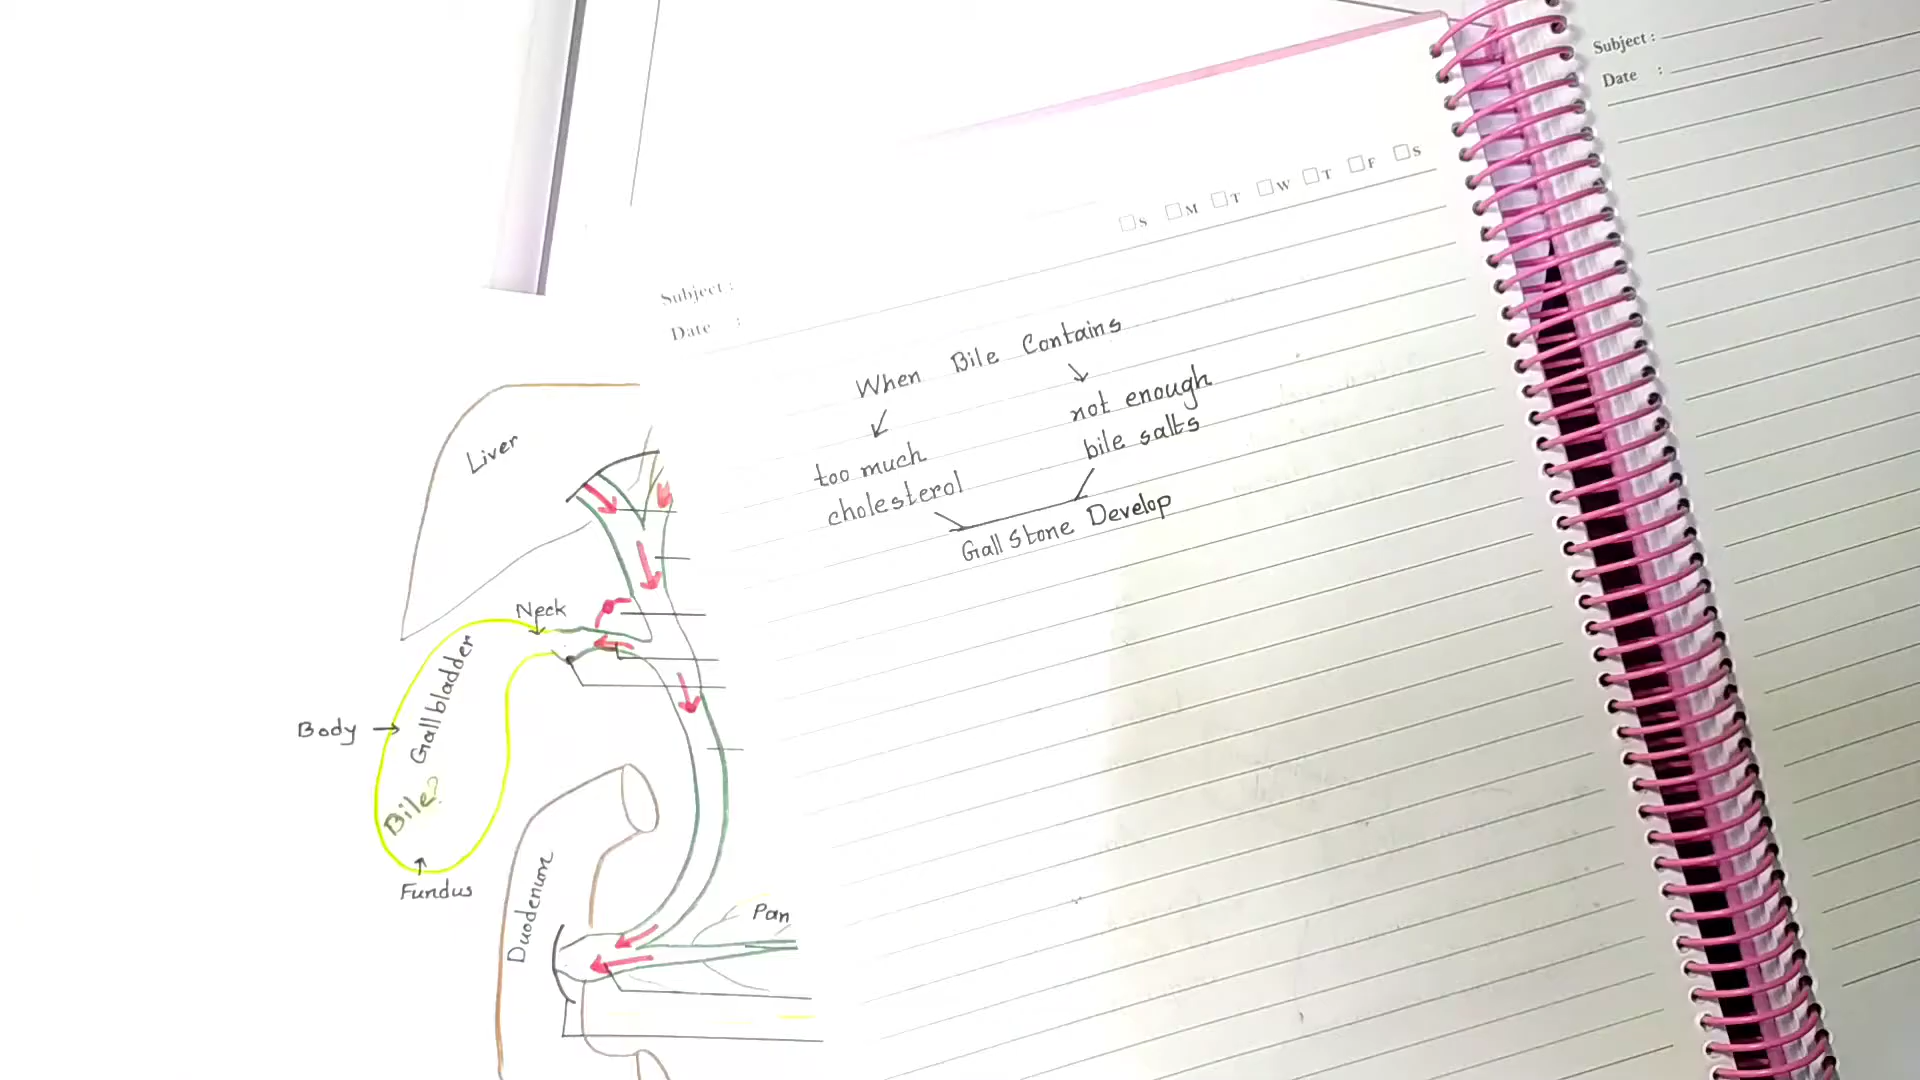 Subject :
Date :
S M T W T F S
Subject :
Date :
When Bile Contains
too much
cholesterol
not enough
bile salts
Gall Stone Develop
Liver
Neck
Gallbladder
Body
Bile?
Fundus
Duodenum
Pan